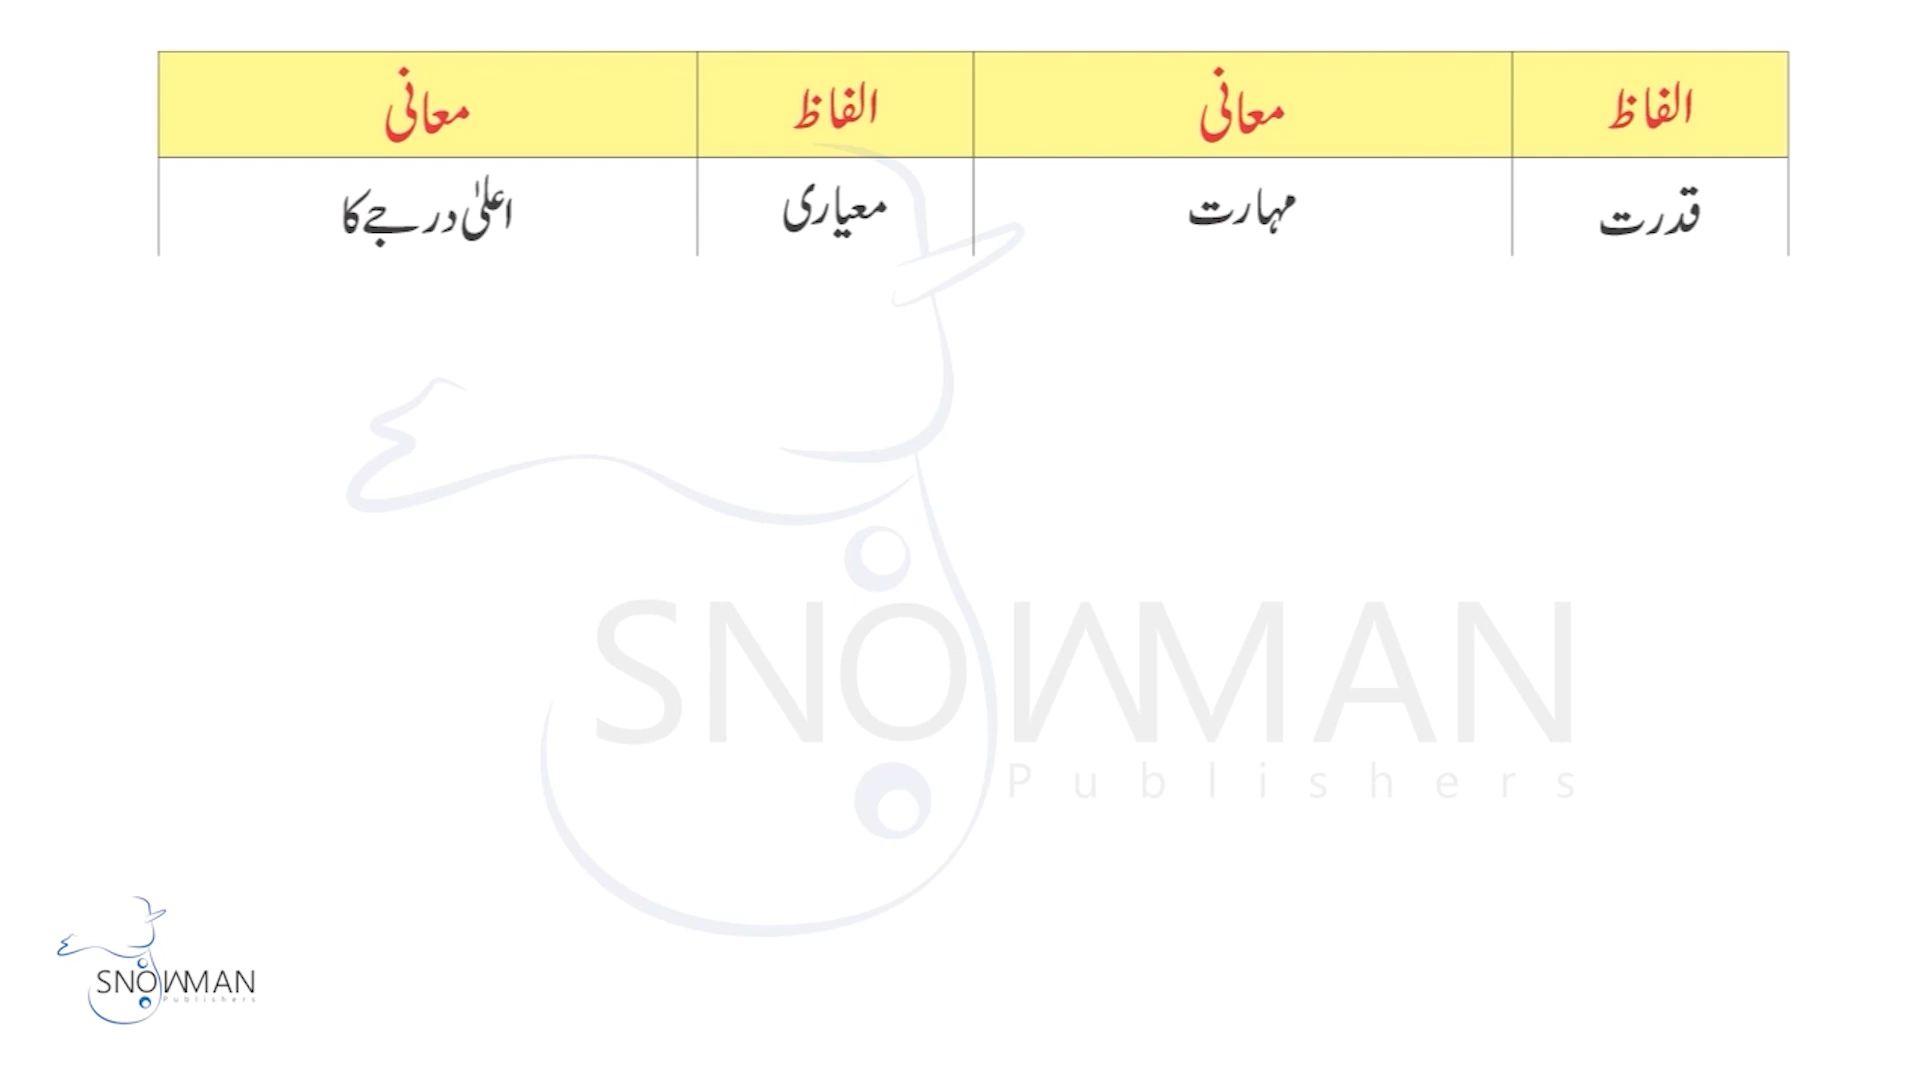 الفاظ معانی الفاظ معانی
قدرت مہارت معیاری اعلیٰ درجے کا
SNOWMAN
Publishers
SNOWMAN
Publishers